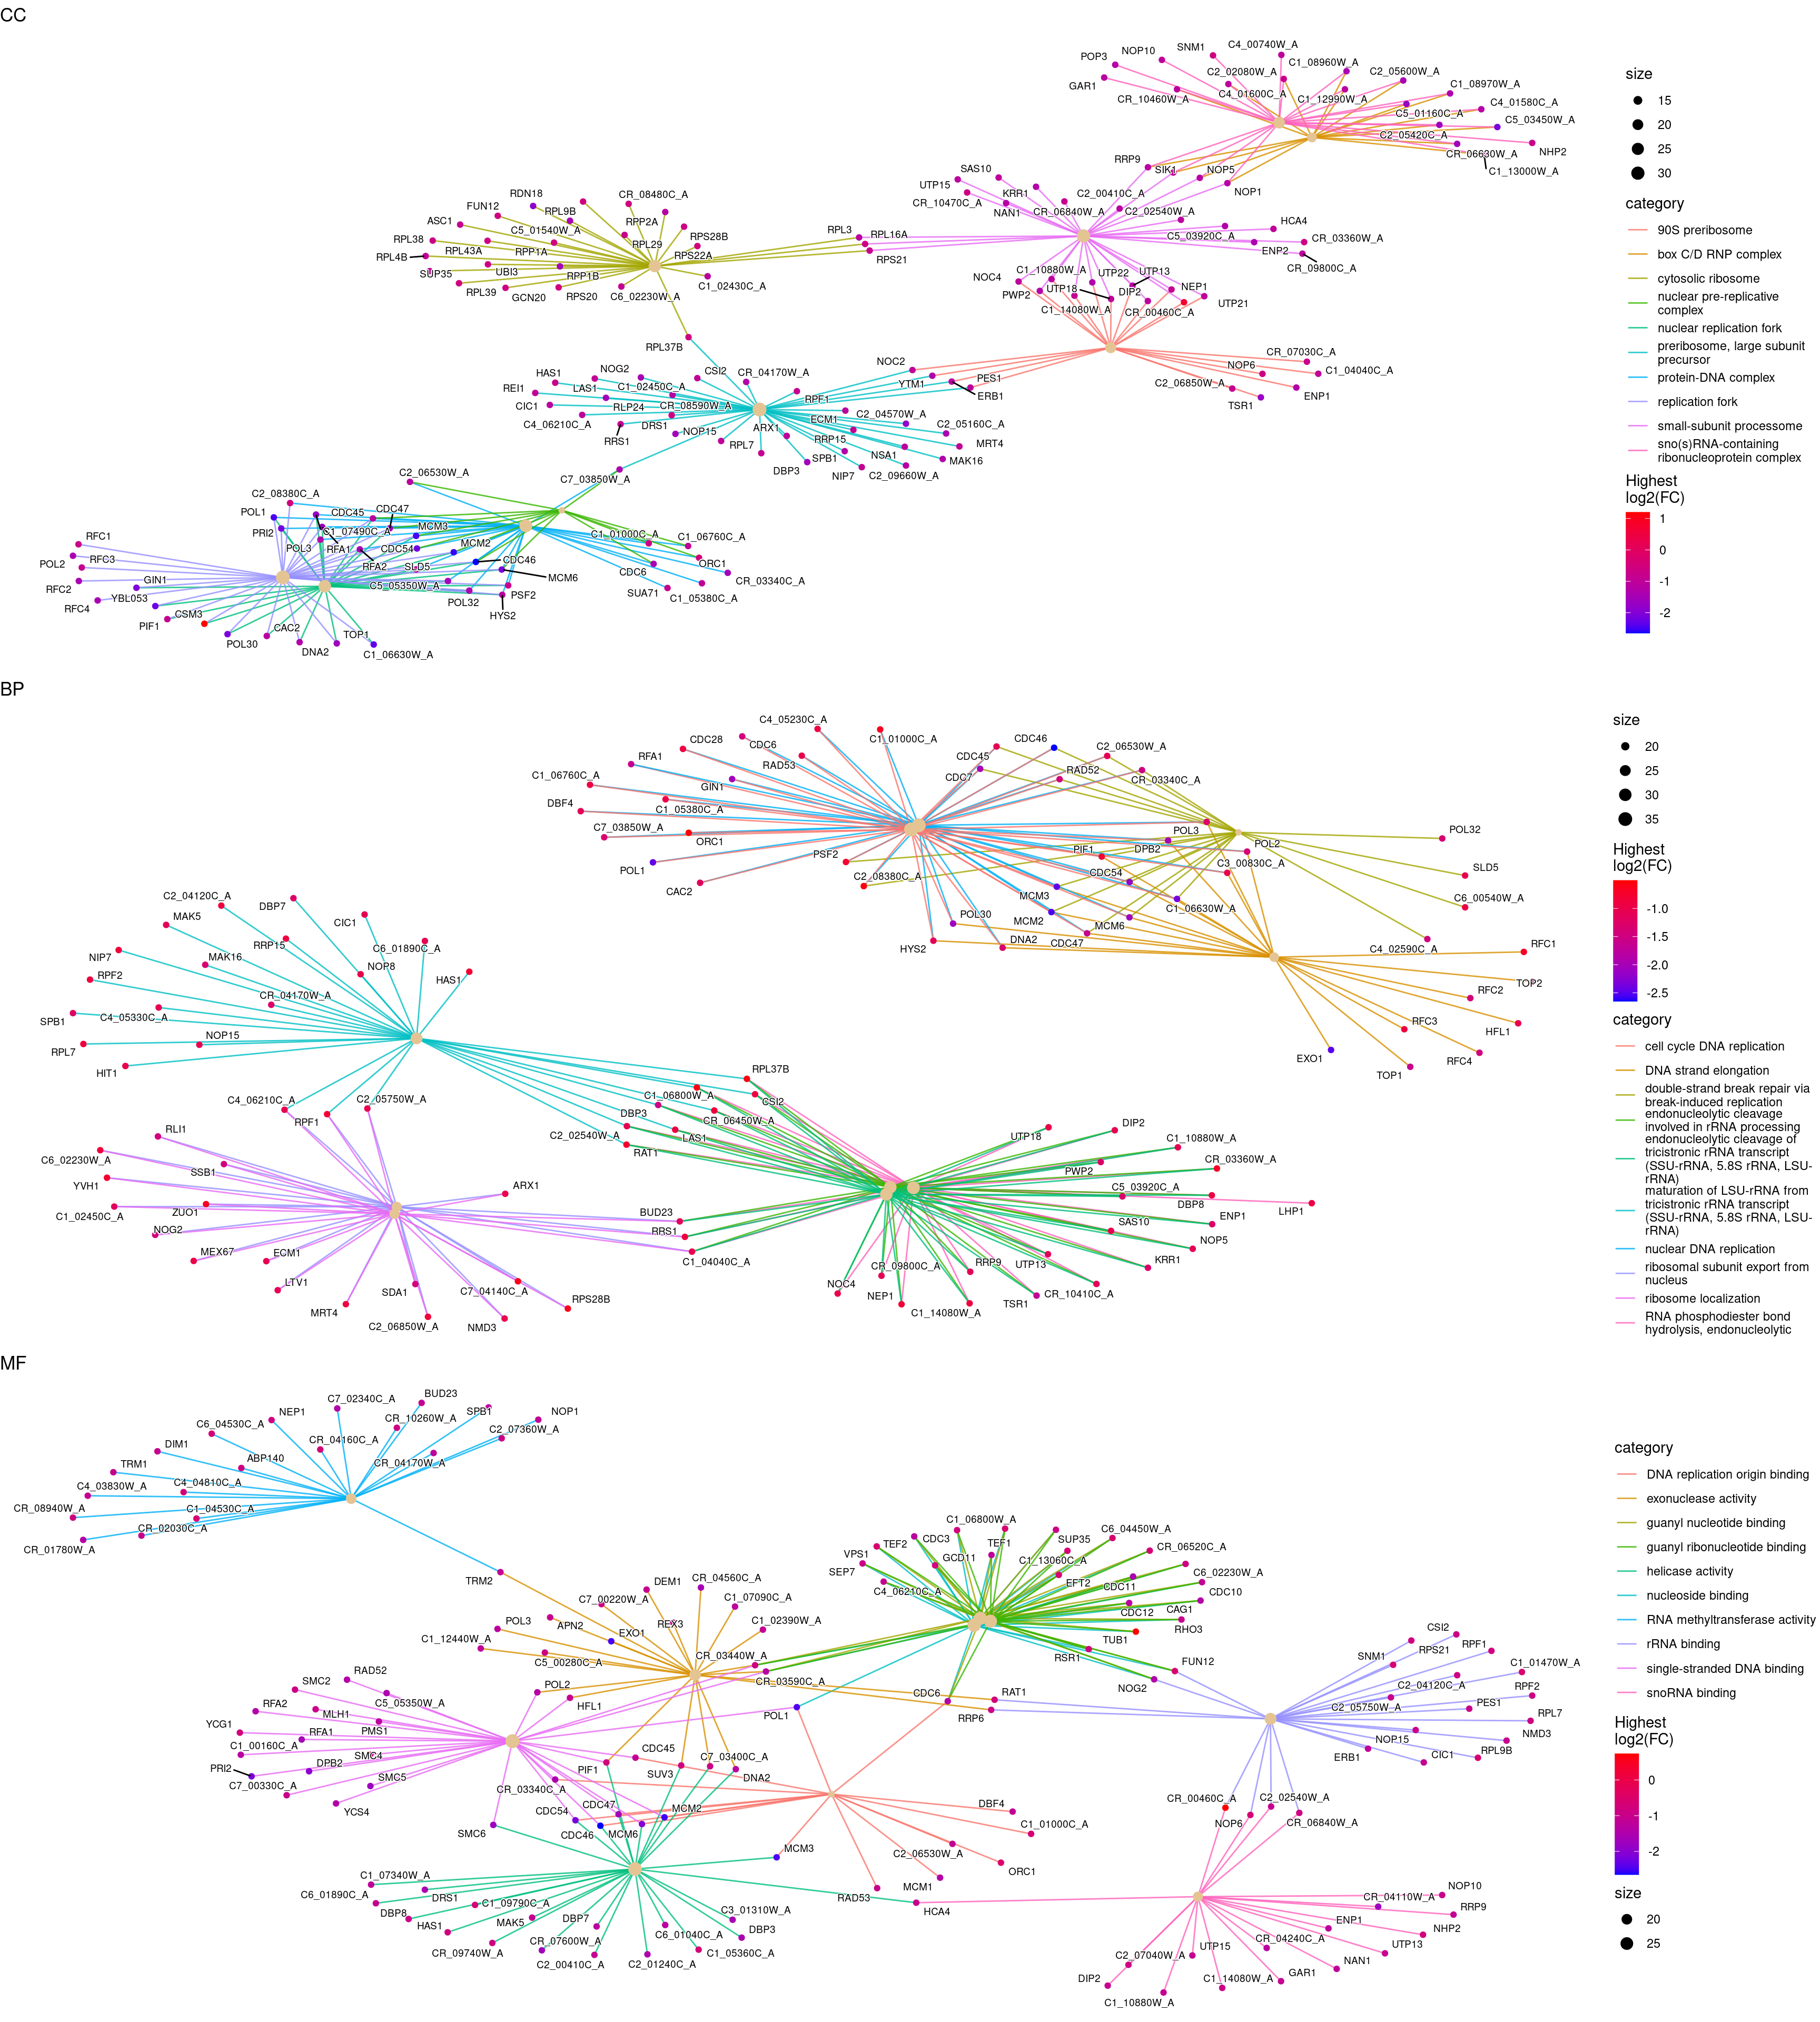 CC
C4_00740W_A
SNM1
NOP10
POP3
C1_08960W_A
C2_02080W_A
C2_05600W_A
GAR1
C1_08970W_A
C4_01600C_A
CR_10460W_A
C1_12990W_A
C4_01580C_A
C5_01160C_A
C5_03450W_A
C2_05420C_A
NHP2
CR_06630W_A
C1_13000W_A
RRP9
SIK1
NOP5
NOP1
SAS10
UTP15
KRR1
C2_00410C_A
CR_10470C_A
NAN1
CR_06840W_A
C2_02540W_A
HCA4
C5_03920C_A
CR_03360W_A
ENP2
CR_09800C_A
RDN18
CR_08480C_A
FUN12
RPL9B
ASC1
RPP2A
C5_01540W_A
RPS28B
RPL38
RPL29
RPL43A
RPP1A
RPS22A
RPL4B
SUP35
UBI3
RPP1B
C1_02430C_A
RPL39
GCN20
RPS20
C6_02230W_A
RPL3
RPL16A
RPS21
NOC4
C1_10880W_A
UTP22
UTP13
PWP2
UTP18
DIP2
NEP1
UTP21
C1_14080W_A
CR_00460C_A
RPL37B
NOC2
YTM1
PES1
ERB1
CR_07030C_A
NOP6
C1_04040C_A
C2_06850W_A
ENP1
TSR1
HAS1
NOG2
CSI2
CR_04170W_A
REI1
LAS1
C1_02450C_A
RPF1
CIC1
RLP24
CR_08590W_A
ECM1
C2_04570W_A
C4_06210C_A
DRS1
ARX1
C2_05160C_A
RRS1
NOP15
RPL7
RRP15
MRT4
DBP3
SPB1
NSA1
MAK16
NIP7
C2_09660W_A
C7_03850W_A
C2_06530W_A
C2_08380C_A
POL1
CDC45
CDC47
PRI2
C1_07490C_A
MCM3
RFC1
POL3
RFA1
CDC54
MCM2
C1_01000C_A
C1_06760C_A
RFC3
POL2
RFA2
SLD5
CDC46
ORC1
RFC2
GIN1
C5_05350W_A
MCM6
CDC6
CR_03340C_A
RFC4
YBL053
POL32
PSF2
SUA71
C1_05380C_A
PIF1
CSM3
HYS2
POL30
CAC2
TOP1
DNA2
C1_06630W_A
size
15
20
25
30
category
90S preribosome
box C/D RNP complex
cytosolic ribosome
nuclear pre-replicative
complex
nuclear replication fork
preribosome, large subunit
precursor
protein-DNA complex
replication fork
small-subunit processome
sno(s)RNA-containing
ribonucleoprotein complex
Highest
log2(FC)
1
0
-1
-2
BP
C4_05230C_A
CDC28
CDC6
C1_01000C_A
CDC46
C2_06530W_A
RFA1
RAD53
CDC45
C1_06760C_A
GIN1
CDC7
RAD52
CR_03340C_A
DBF4
C1_05380C_A
C7_03850W_A
ORC1
POL3
POL32
POL1
PSF2
PIF1
DPB2
POL2
C3_00830C_A
SLD5
CAC2
C2_08380C_A
CDC54
MCM3
C1_06630W_A
C6_00540W_A
POL30
MCM2
MCM6
HYS2
DNA2
CDC47
C4_02590C_A
RFC1
TOP2
RFC2
RFC3
HFL1
EXO1
RFC4
TOP1
C2_04120C_A
DBP7
MAK5
CIC1
RRP15
C6_01890C_A
NIP7
MAK16
NOP8
RPF2
HAS1
CR_04170W_A
SPB1
C4_05330C_A
RPL7
NOP15
HIT1
C4_06210C_A
C2_05750W_A
RPF1
RPL37B
C1_06800W_A
CSI2
DBP3
CR_06450W_A
C2_02540W_A
LAS1
RAT1
RLI1
C6_02230W_A
SSB1
YVH1
ARX1
C1_02450C_A
ZUO1
NOG2
MEX67
ECM1
LTV1
SDA1
C7_04140C_A
MRT4
RPS28B
C2_06850W_A
NMD3
BUD23
RRS1
C1_04040C_A
UTP18
DIP2
C1_10880W_A
PWP2
CR_03360W_A
C5_03920C_A
DBP8
LHP1
ENP1
SAS10
NOP5
KRR1
CR_09800C_A
RRP9
UTP13
NOC4
NEP1
CR_10410C_A
C1_14080W_A
TSR1
size
20
25
30
35
Highest
log2(FC)
-1.0
-1.5
-2.0
-2.5
category
cell cycle DNA replication
DNA strand elongation
double-strand break repair via
break-induced replication
endonucleolytic cleavage
involved in rRNA processing
endonucleolytic cleavage of
tricistronic rRNA transcript
(SSU-rRNA, 5.8S rRNA, LSU-
rRNA)
maturation of LSU-rRNA from
tricistronic rRNA transcript
(SSU-rRNA, 5.8S rRNA, LSU-
rRNA)
nuclear DNA replication
ribosomal subunit export from
nucleus
ribosome localization
RNA phosphodiester bond
hydrolysis, endonucleolytic
MF
C7_02340C_A
BUD23
NEP1
SPB1
NOP1
C6_04530C_A
CR_10260W_A
C2_07360W_A
DIM1
CR_04160C_A
TRM1
ABP140
CR_04170W_A
C4_03830W_A
C4_04810C_A
CR_08940W_A
C1_04530C_A
CR_02030C_A
CR_01780W_A
TRM2
DEM1
CR_04560C_A
C7_00220W_A
C1_07090C_A
POL3
APN2
REX3
C1_02390W_A
C1_12440W_A
EXO1
C5_00280C_A
CR_03440W_A
CR_03590C_A
SMC2
RAD52
POL2
RFA2
C5_05350W_A
HFL1
POL1
YCG1
MLH1
RFA1
PMS1
C1_00160C_A
SMC4
PRI2
DPB2
C7_00330C_A
SMC5
YCS4
CDC45
C7_03400C_A
PIF1
SUV3
DNA2
CR_03340C_A
CDC54
CDC47
MCM2
SMC6
CDC46
MCM6
MCM3
C1_06800W_A
TEF2
CDC3
TEF1
SUP35
C6_04450W_A
VPS1
GCD11
C1_13060C_A
CR_06520C_A
SEP7
EFT2
C6_02230W_A
C4_06210C_A
CDC11
CDC10
CDC12
CAG1
RHO3
TUB1
RSR1
FUN12
NOG2
CDC6
RAT1
RRP6
CSI2
RPS21
RPF1
SNM1
C1_01470W_A
C2_04120C_A
RPF2
C2_05750W_A
PES1
RPL7
NMD3
NOP15
ERB1
CIC1
RPL9B
CR_00460C_A
C2_02540W_A
NOP6
CR_06840W_A
DBF4
C1_01000C_A
C2_06530W_A
ORC1
MCM1
RAD53
HCA4
C1_07340W_A
C6_01890C_A
DRS1
C1_09790C_A
DBP8
HAS1
MAK5
DBP7
C3_01310W_A
DBP3
CR_09740W_A
CR_07600W_A
C6_01040C_A
C2_00410C_A
C2_01240C_A
C1_05360C_A
NOP10
CR_04110W_A
RRP9
ENP1
NHP2
UTP15
CR_04240C_A
UTP13
C2_07040W_A
NAN1
DIP2
C1_14080W_A
GAR1
C1_10880W_A
category
DNA replication origin binding
exonuclease activity
guanyl nucleotide binding
guanyl ribonucleotide binding
helicase activity
nucleoside binding
RNA methyltransferase activity
rRNA binding
single-stranded DNA binding
snoRNA binding
Highest
log2(FC)
0
-1
-2
size
20
25